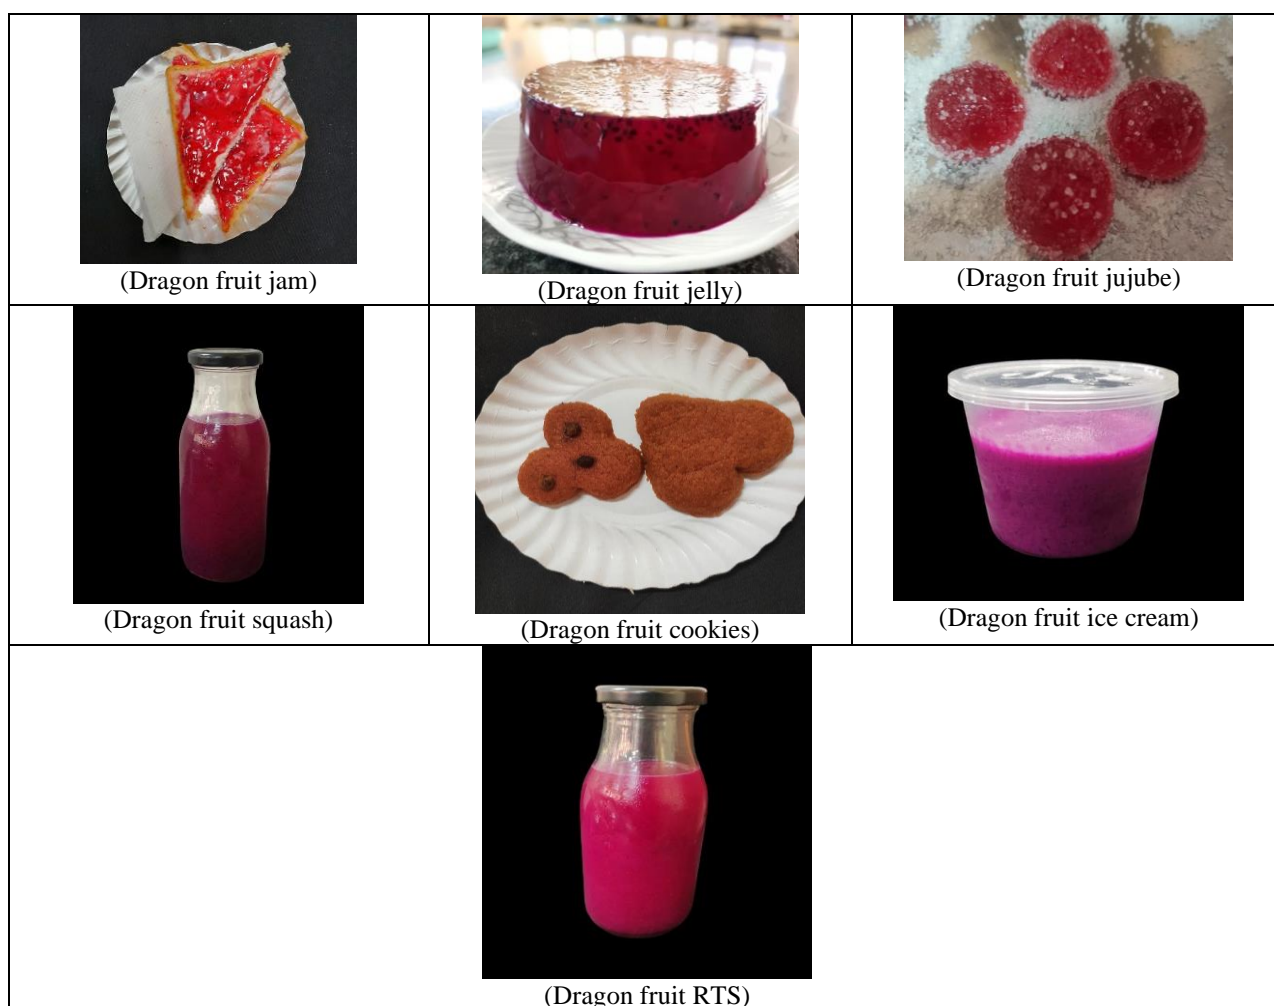 (Dragon fruit jam)
(Dragon fruit jelly)
(Dragon fruit jujube)
(Dragon fruit squash)
(Dragon fruit cookies)
(Dragon fruit ice cream)
(Dragon fruit RTS)